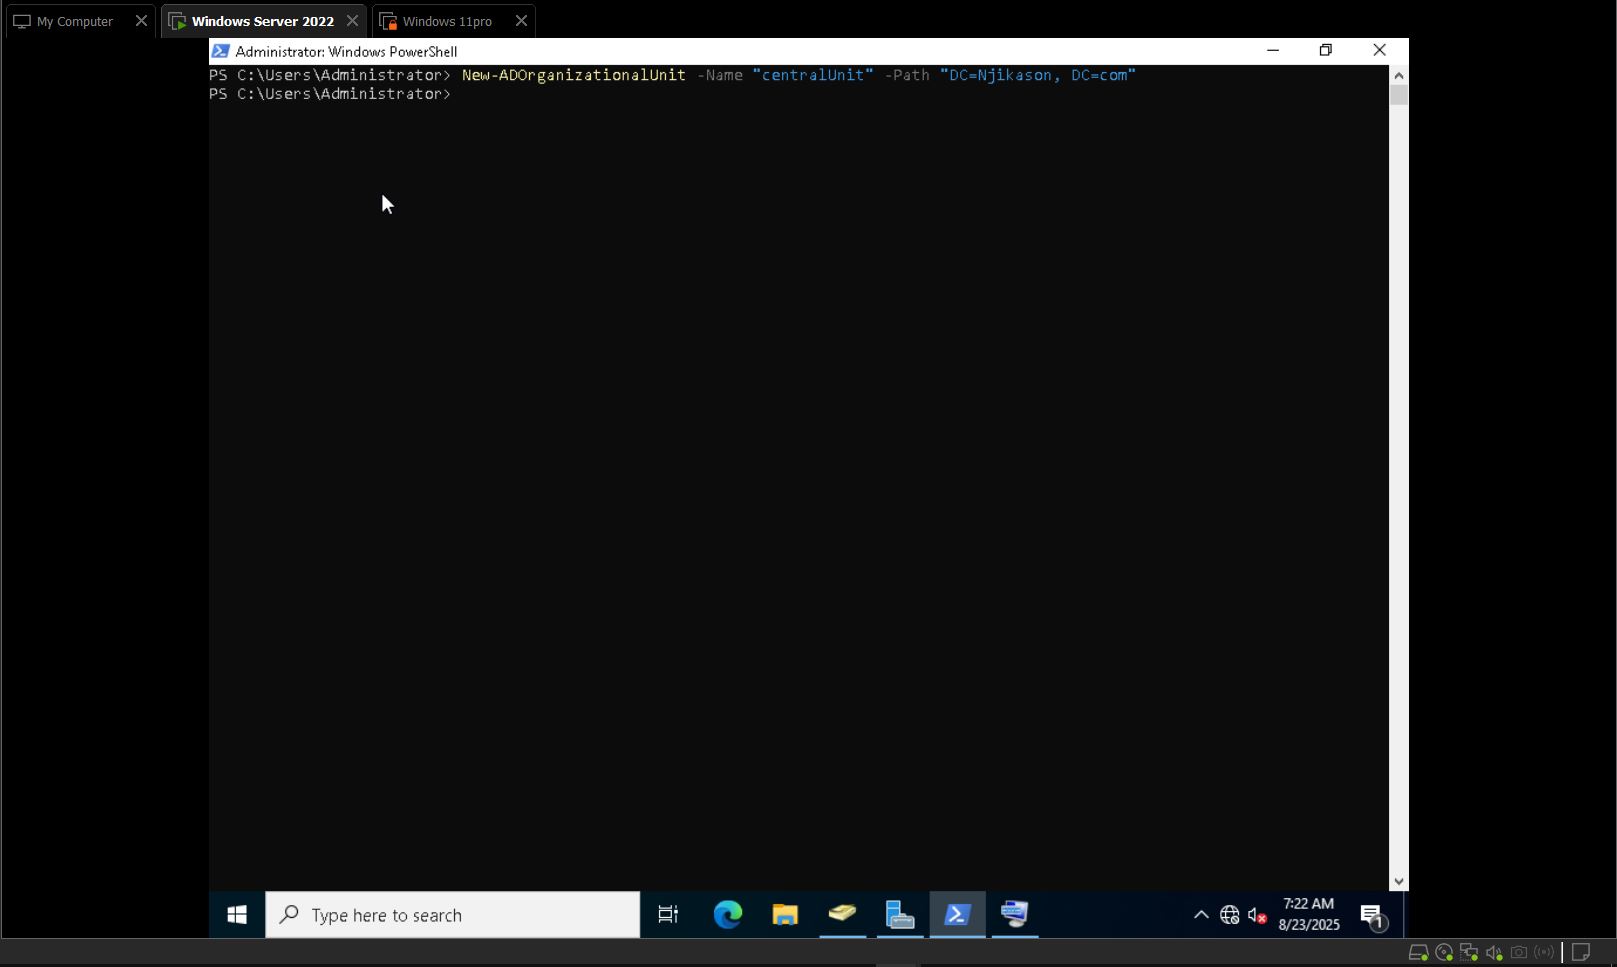 My Computer
Windows Server 2022
Windows 11pro
Administrator: Windows PowerShell
PS C:\Users\Administrator> New-ADOrganizationalUnit -Name "centralUnit" -Path "DC=Njikason, DC=com"
PS C:\Users\Administrator>
Type here to search
7:22 AM
8/23/2025
1